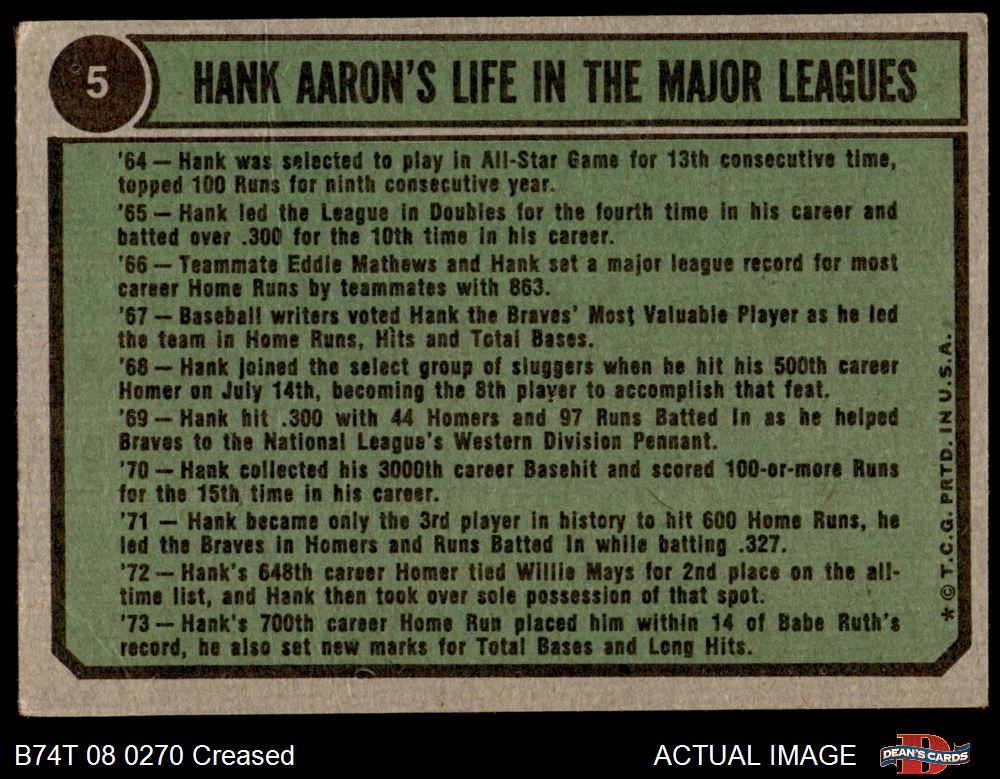 5
HANK AARON'S LIFE IN THE MAJOR LEAGUES
'64 — Hank was selected to play in All-Star Game for 13th consecutive time,
topped 100 Runs for ninth consecutive year.
'65 — Hank led the League in Doubles for the fourth time in his career and
batted over .300 for the 10th time in his career.
'66 — Teammate Eddie Mathews and Hank set a major league record for most
career Home Runs by teammates with 863.
'67 — Baseball writers voted Hank the Braves' Most Valuable Player as he led
the team in Home Runs, Hits and Total Bases.
'68 — Hank joined the select group of sluggers when he hit his 500th career
Homer on July 14th, becoming the 8th player to accomplish that feat.
'69 — Hank hit .300 with 44 Homers and 97 Runs Batted In as he helped
Braves to the National League's Western Division Pennant.
'70 — Hank collected his 3000th career Basehit and scored 100-or-more Runs
for the 15th time in his career.
'71 — Hank became only the 3rd player in history to hit 600 Home Runs, he
led the Braves in Homers and Runs Batted In while batting .327.
'72 — Hank's 648th career Homer tied Willie Mays for 2nd place on the all-
time list, and Hank then took over sole possession of that spot.
'73 — Hank's 700th career Home Run placed him within 14 of Babe Ruth's
record, he also set new marks for Total Bases and Long Hits.
* © T.C.G. PRTD. IN U.S.A.
B74T 08 0270 Creased
ACTUAL IMAGE
D
DEAN'S CARDS